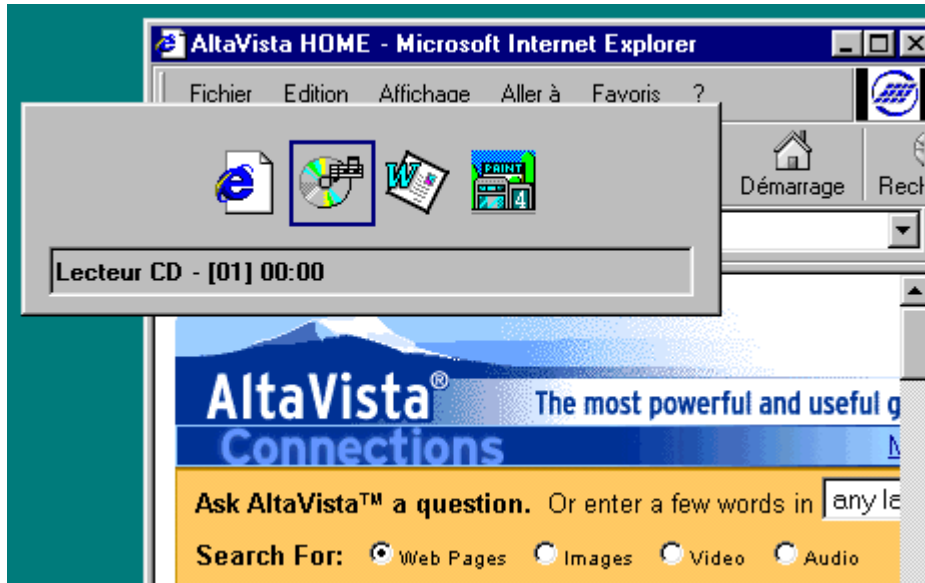 AltaVista HOME - Microsoft Internet Explorer
Fichier Edition Affichage Aller à Favoris ?
PAINT
4
Démarrage
Lecteur CD - [01] 00:00
AltaVista®
The most powerful and useful
Connections
Ask AltaVista™ a question. Or enter a few words in any
Search For: Web Pages Images Video Audio